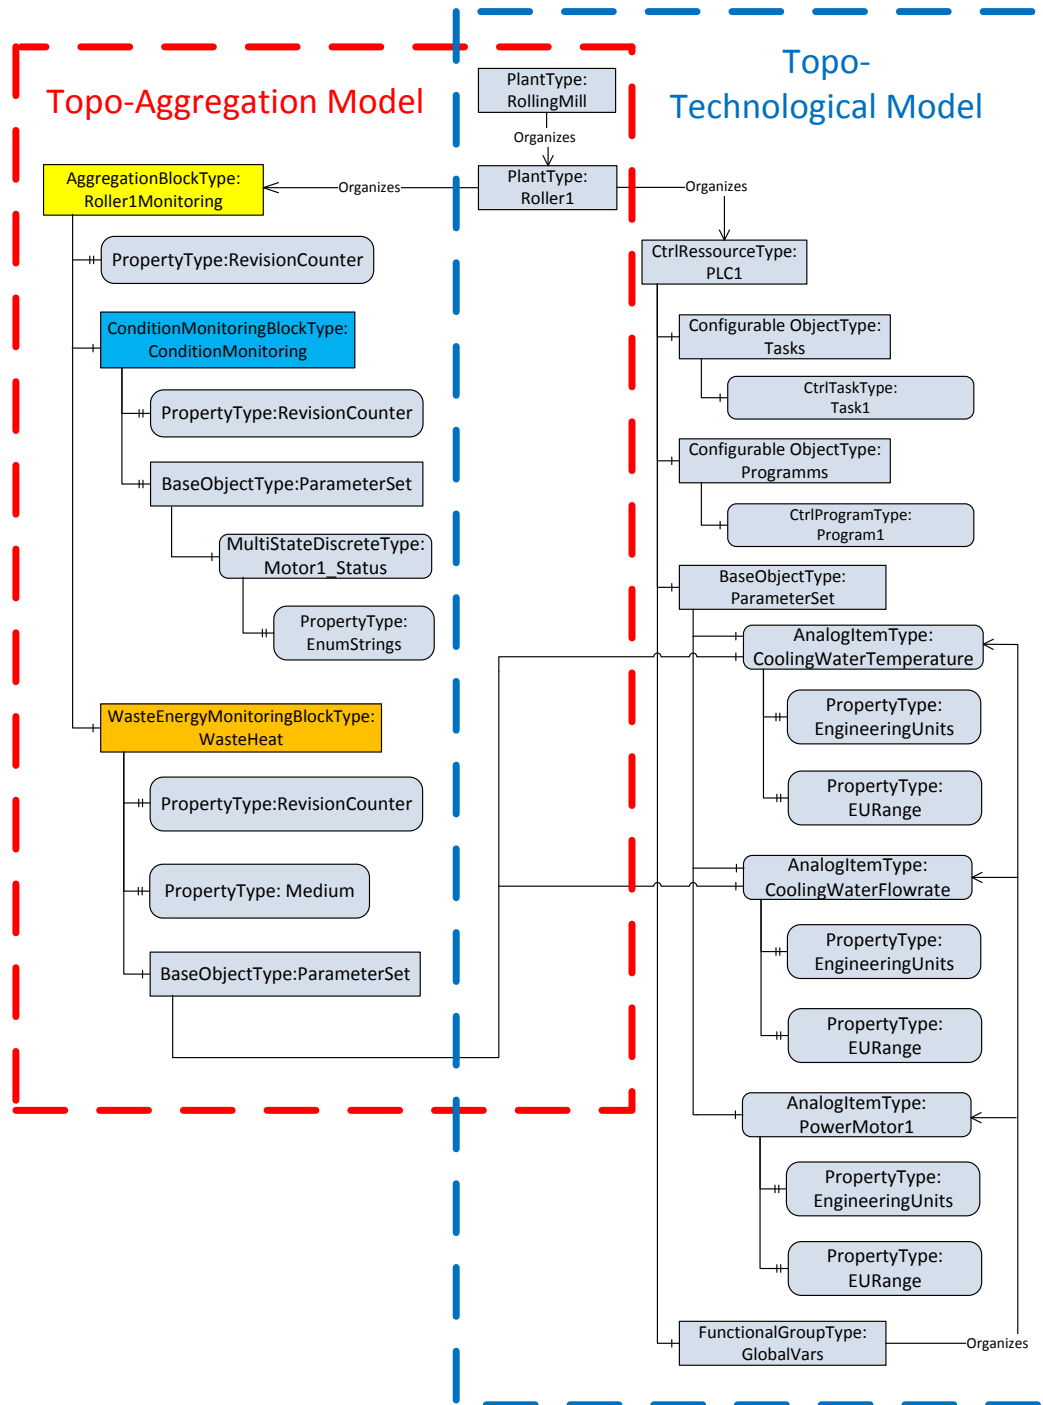 Topo-Aggregation Model
Topo-
Technological Model
PlantType:
RollingMill
Organizes
PlantType:
Roller1
Organizes
Organizes
AggregationBlockType:
Roller1Monitoring
PropertyType:RevisionCounter
ConditionMonitoringBlockType:
ConditionMonitoring
PropertyType:RevisionCounter
BaseObjectType:ParameterSet
MultiStateDiscreteType:
Motor1_Status
PropertyType:
EnumStrings
WasteEnergyMonitoringBlockType:
WasteHeat
PropertyType:RevisionCounter
PropertyType: Medium
BaseObjectType:ParameterSet
CtrlRessourceType:
PLC1
Configurable ObjectType:
Tasks
CtrlTaskType:
Task1
Configurable ObjectType:
Programms
CtrlProgramType:
Program1
BaseObjectType:
ParameterSet
AnalogItemType:
CoolingWaterTemperature
PropertyType:
EngineeringUnits
PropertyType:
EURange
AnalogItemType:
CoolingWaterFlowrate
PropertyType:
EngineeringUnits
PropertyType:
EURange
AnalogItemType:
PowerMotor1
PropertyType:
EngineeringUnits
PropertyType:
EURange
FunctionalGroupType:
GlobalVars
Organizes